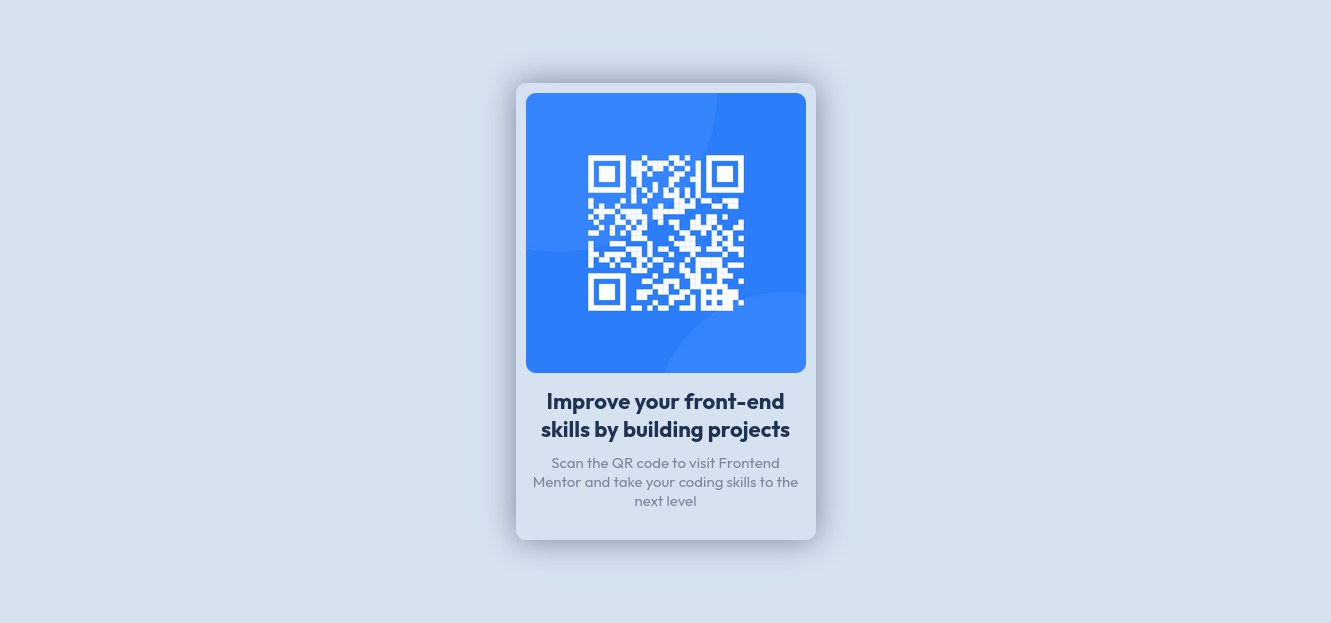 Improve your front-end
skills by building projects
Scan the QR code to visit Frontend
Mentor and take your coding skills to the
next level